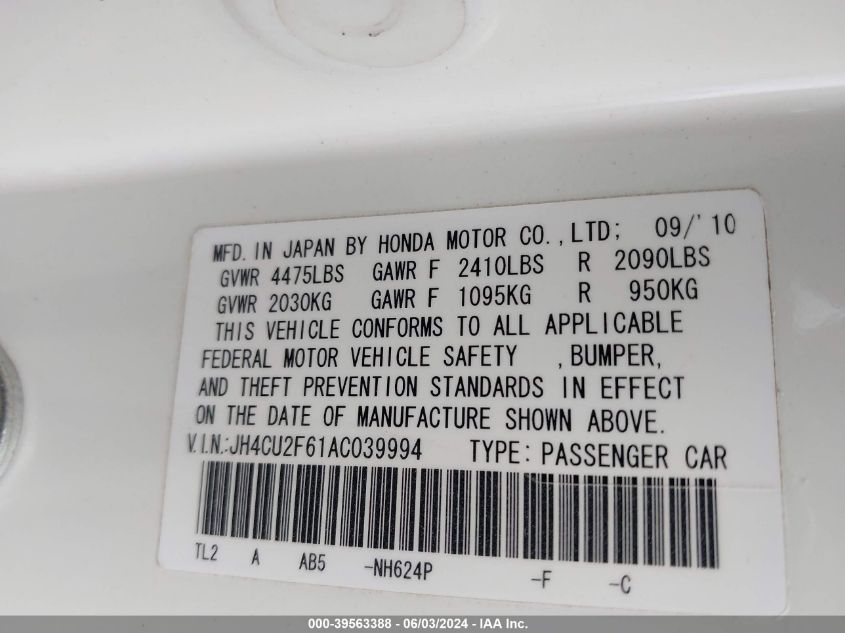 MFD. IN JAPAN BY HONDA MOTOR CO., LTD; 09/'10
GVWR 4475LBS GAWR F 2410LBS R 2090LBS
GVWR 2030KG GAWR F 1095KG R 950KG
THIS VEHICLE CONFORMS TO ALL APPLICABLE
FEDERAL MOTOR VEHICLE SAFETY , BUMPER,
AND THEFT PREVENTION STANDARDS IN EFFECT
ON THE DATE OF MANUFACTURE SHOWN ABOVE.
V.I.N.:JH4CU2F61AC039994 TYPE: PASSENGER CAR
TL2 A AB5 -NH624P -F -C
000-39563388 - 06/03/2024 - IAA Inc.